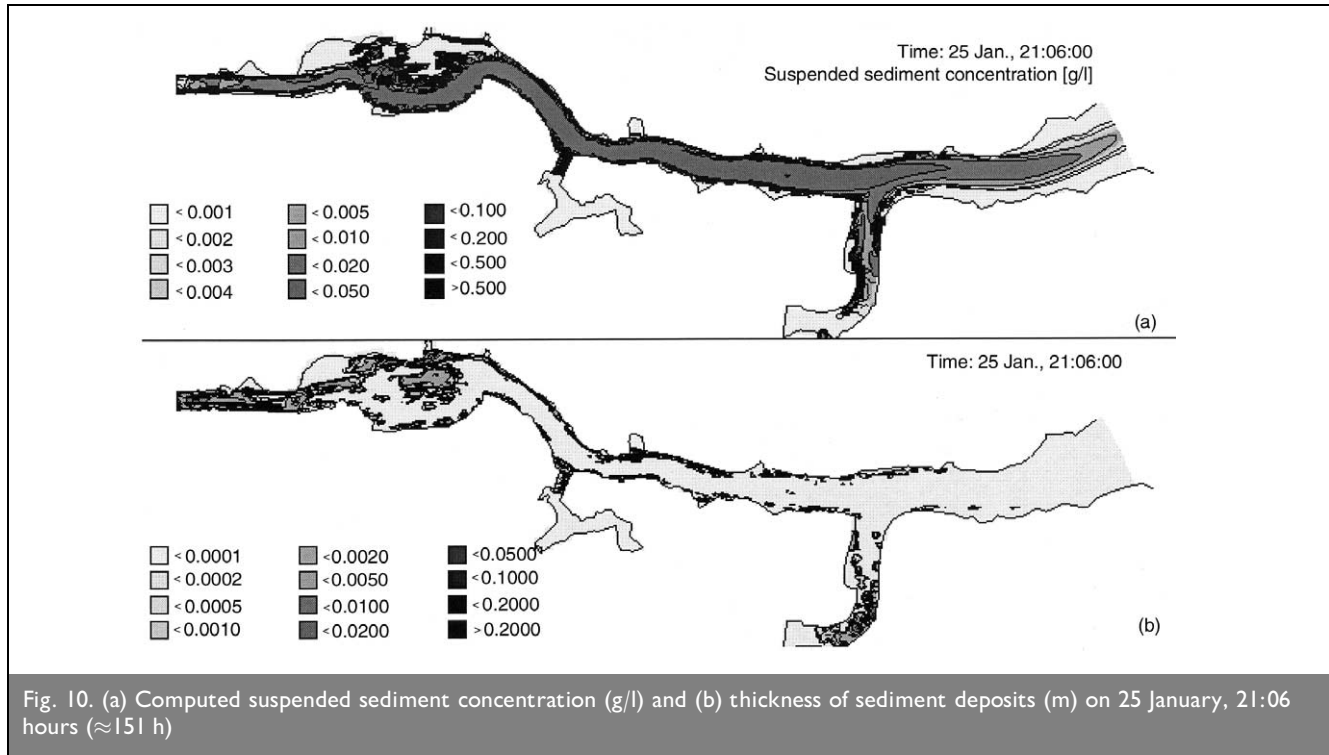 Time: 25 Jan., 21:06:00
Suspended sediment concentration [g/l]
<0.001 <0.005 <0.100
<0.002 <0.010 <0.200
<0.003 <0.020 <0.500
<0.004 <0.050 >0.500
(a)
Time: 25 Jan., 21:06:00
<0.0001 <0.0020 <0.0500
<0.0002 <0.0050 <0.1000
<0.0005 <0.0100 <0.2000
<0.0010 <0.0200 >0.2000
(b)
Fig. 10. (a) Computed suspended sediment concentration (g/l) and (b) thickness of sediment deposits (m) on 25 January, 21:06
hours (≈151 h)